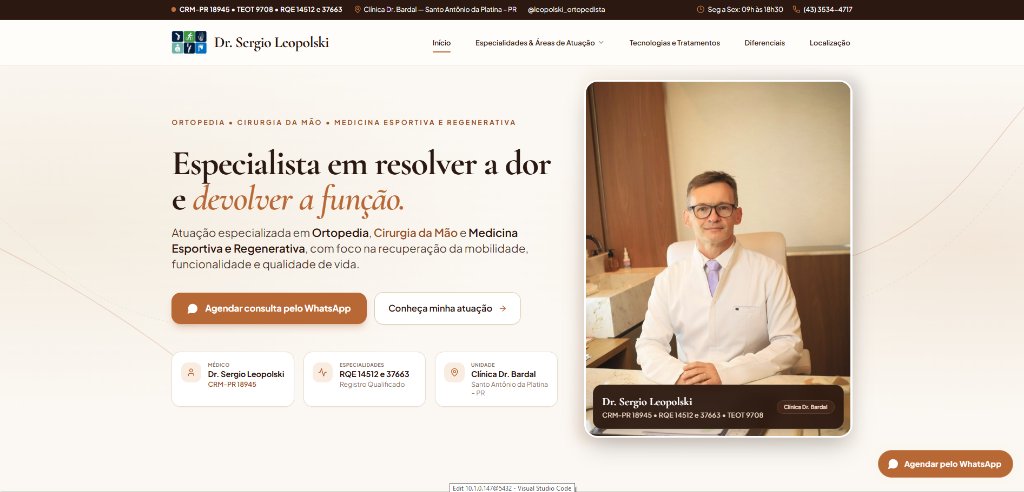 CRM-PR 18945 • TEOT 9708 • RQE 14512 e 37663
Clínica Dr. Bardal — Santo Antônio da Platina - PR
@leopolski_ortopedista
Seg a Sex: 09h às 18h30
(43) 3534-4717
Dr. Sergio Leopolski
Início
Especialidades & Áreas de Atuação
Tecnologias e Tratamentos
Diferenciais
Localização
ORTOPEDIA • CIRURGIA DA MÃO • MEDICINA ESPORTIVA E REGENERATIVA
Especialista em resolver a dor
e devolver a função.
Atuação especializada em Ortopedia, Cirurgia da Mão e Medicina
Esportiva e Regenerativa, com foco na recuperação da mobilidade,
funcionalidade e qualidade de vida.
Agendar consulta pelo WhatsApp
Conheça minha atuação
MÉDICO
Dr. Sergio Leopolski
CRM-PR 18945
ESPECIALIDADES
RQE 14512 e 37663
Registro Qualificado
UNIDADE
Clínica Dr. Bardal
Santo Antônio da Platina
- PR
Dr. Sergio Leopolski
CRM-PR 18945 • RQE 14512 e 37663 • TEOT 9708
Clínica Dr. Bardal
Agendar pelo WhatsApp
Edit 10.1.0.147@5432 - Visual Studio Code